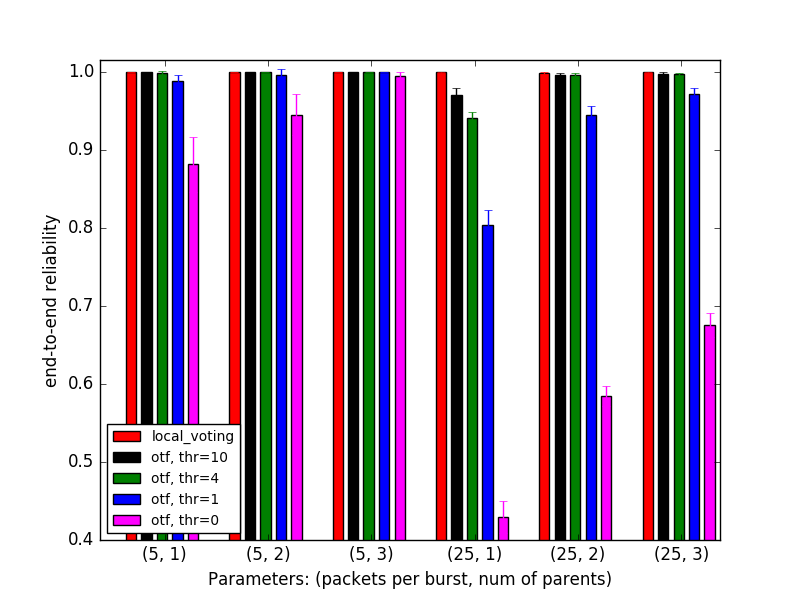 1.0
0.9
0.8
0.7
0.6
0.5
0.4
end-to-end reliability
local_voting
otf, thr=10
otf, thr=4
otf, thr=1
otf, thr=0
(5, 1) (5, 2) (5, 3) (25, 1) (25, 2) (25, 3)
Parameters: (packets per burst, num of parents)